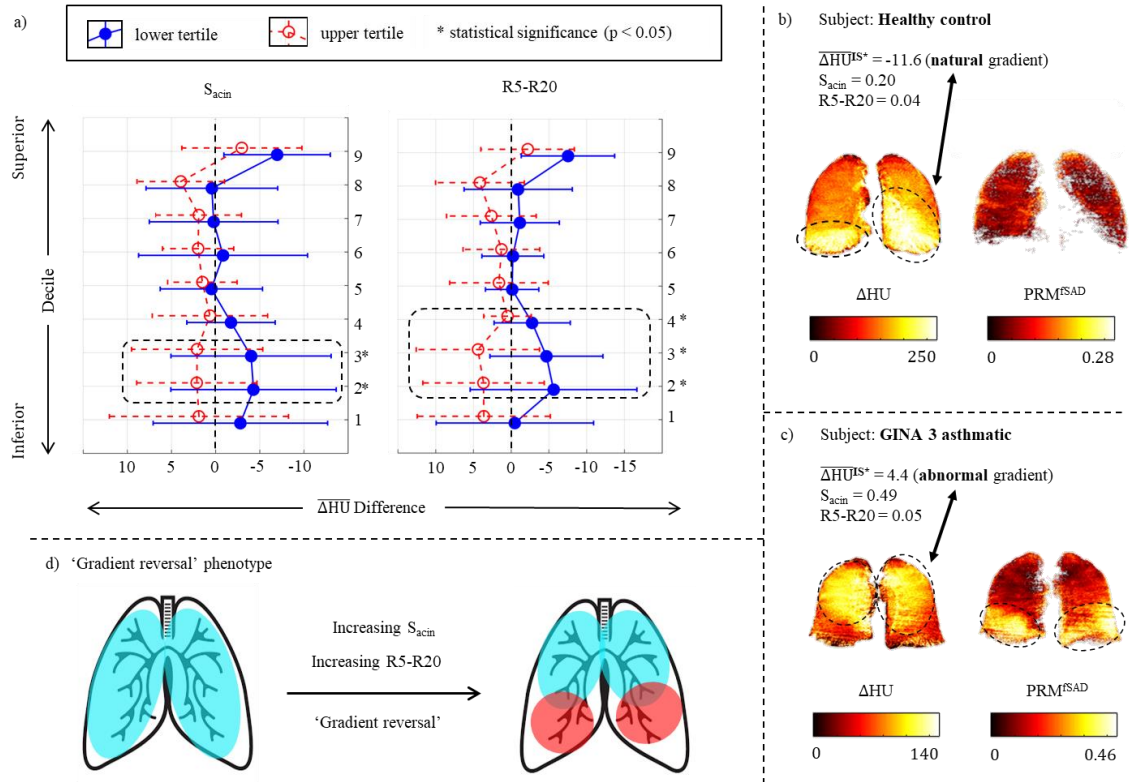 a)
lower tertile
upper tertile
* statistical significance (p < 0.05)
S_acin
R5-R20
Superior
Decile
Inferior
9
8
7
6
5
4
3*
2*
1
10 5 0 -5 -10
9
8
7
6
5
4 *
3 *
2 *
1
10 5 0 -5 -10 -15
ΔHU Difference
b) Subject: Healthy control
ΔHU^IS* = -11.6 (natural gradient)
S_acin = 0.20
R5-R20 = 0.04
ΔHU
PRM^fSAD
0 250
0 0.28
c) Subject: GINA 3 asthmatic
ΔHU^IS* = 4.4 (abnormal gradient)
S_acin = 0.49
R5-R20 = 0.05
ΔHU
PRM^fSAD
0 140
0 0.46
d) ‘Gradient reversal’ phenotype
Increasing S_acin
Increasing R5-R20
‘Gradient reversal’